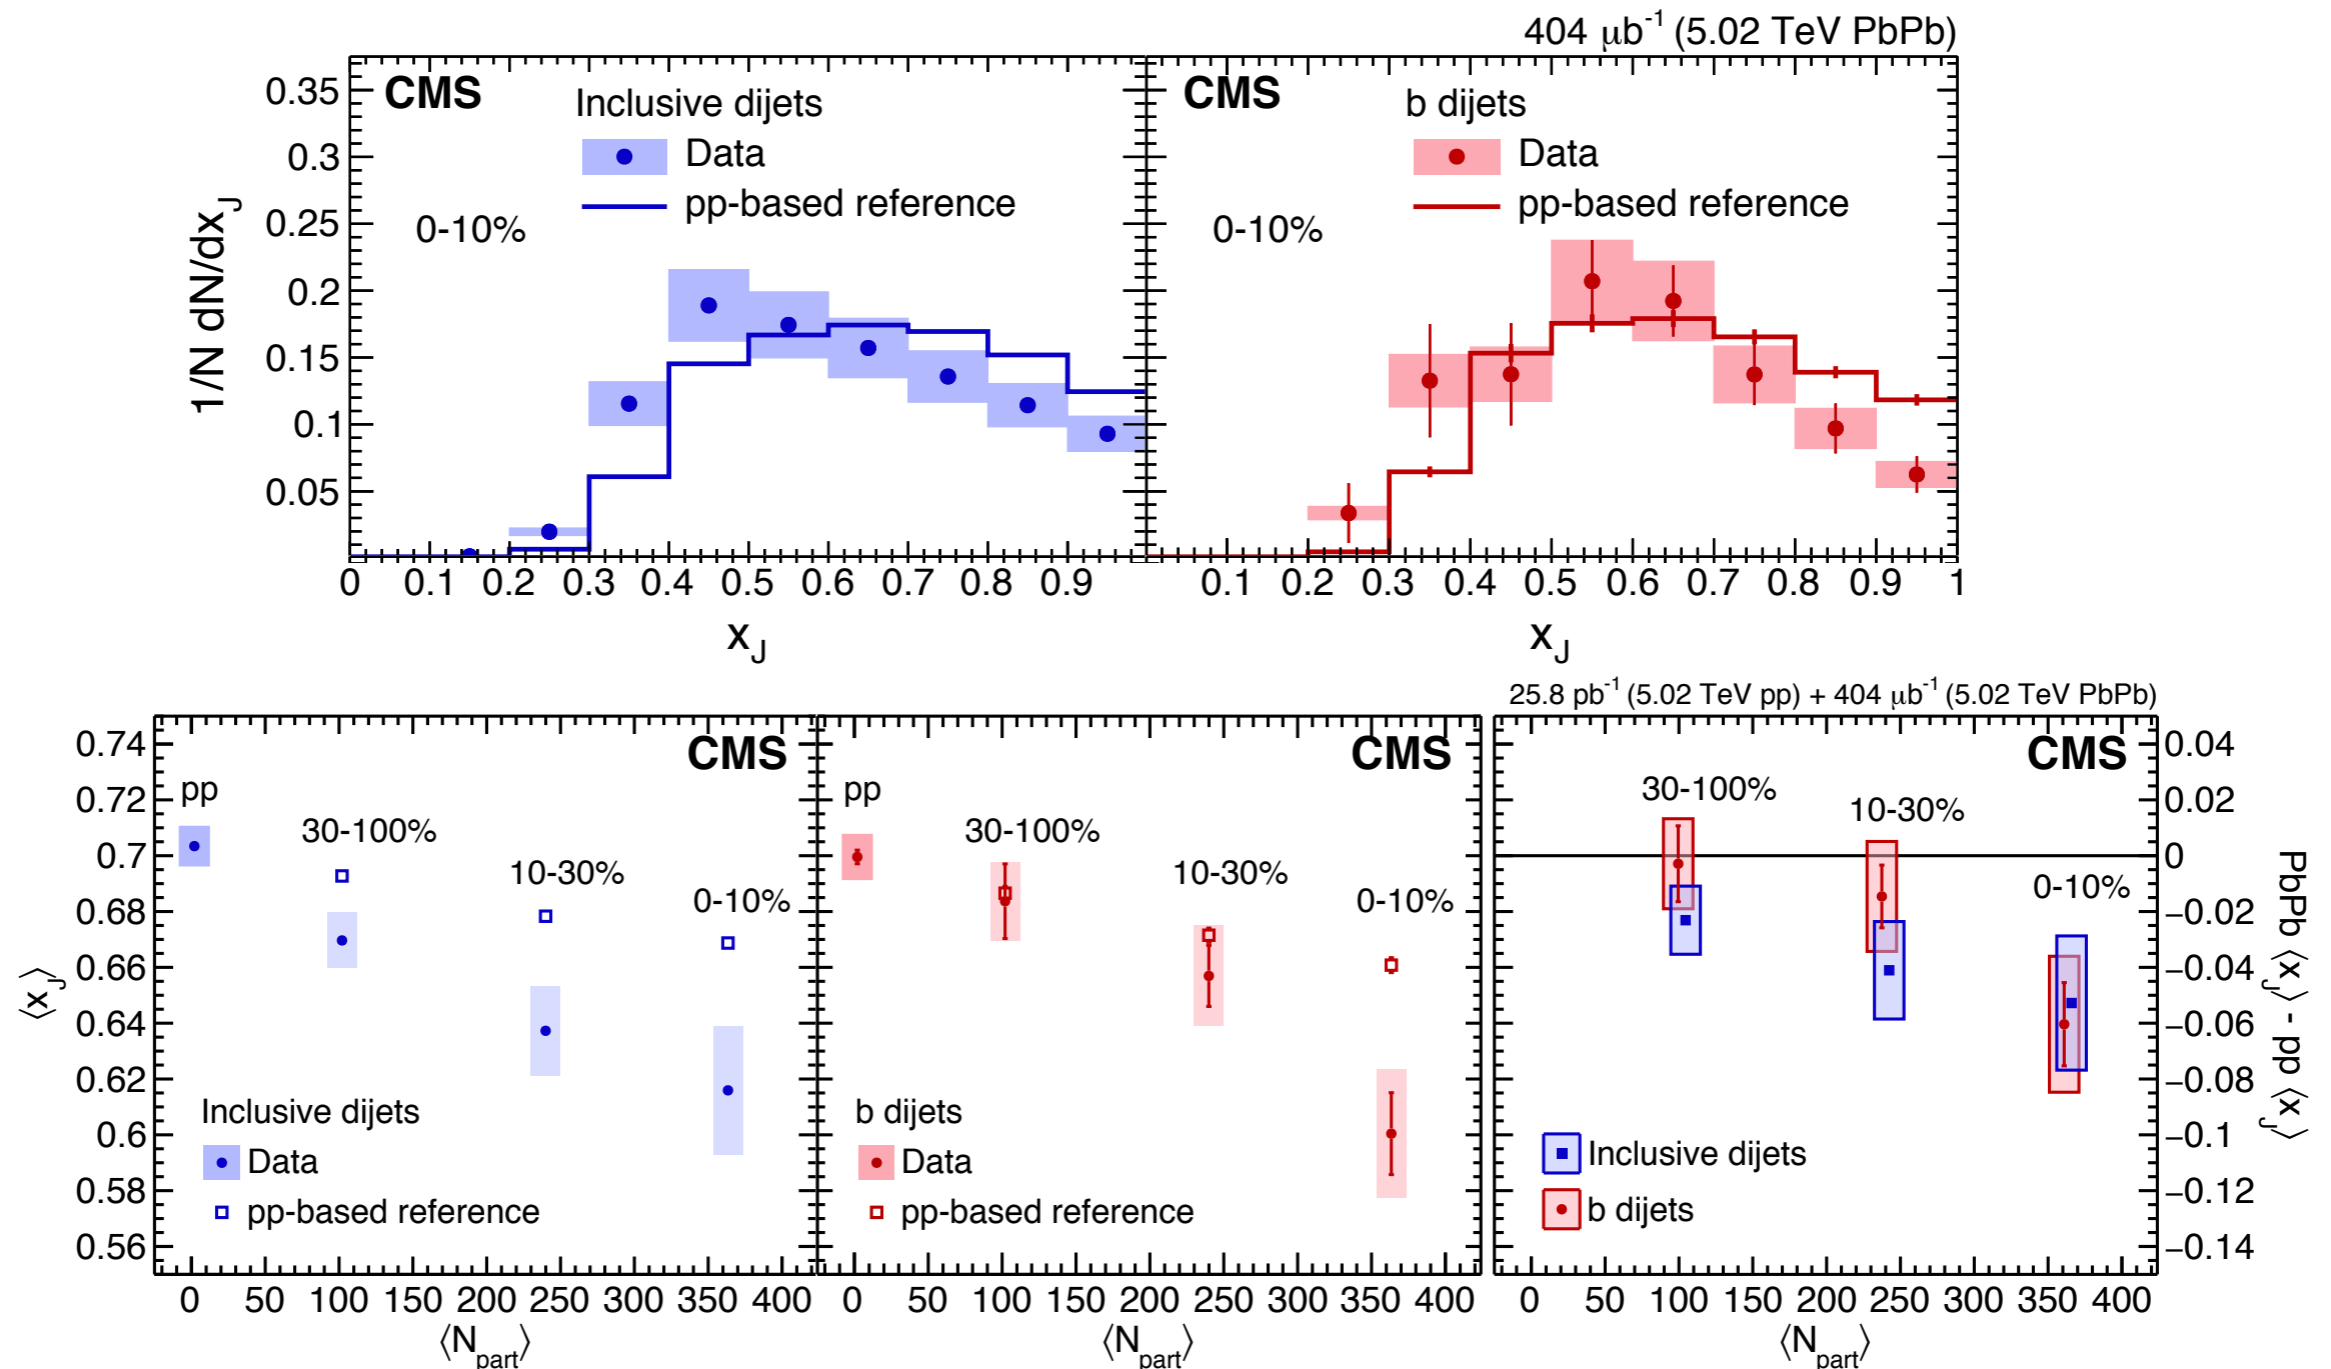 404 μb⁻¹ (5.02 TeV PbPb)
CMS
Inclusive dijets
Data
pp-based reference
0-10%
CMS
b dijets
Data
pp-based reference
0-10%
1/N dN/dx_J
0.35
0.3
0.25
0.2
0.15
0.1
0.05
0 0.1 0.2 0.3 0.4 0.5 0.6 0.7 0.8 0.9
0.1 0.2 0.3 0.4 0.5 0.6 0.7 0.8 0.9 1
x_J
x_J
25.8 pb⁻¹ (5.02 TeV pp) + 404 μb⁻¹ (5.02 TeV PbPb)
⟨x_J⟩
0.74
0.72
0.7
0.68
0.66
0.64
0.62
0.6
0.58
0.56
CMS
pp
30-100%
10-30%
0-10%
Inclusive dijets
Data
pp-based reference
0 50 100 150 200 250 300 350 400
⟨N_part⟩
CMS
pp
30-100%
10-30%
0-10%
b dijets
Data
pp-based reference
0 50 100 150 200 250 300 350 400
⟨N_part⟩
CMS
30-100%
10-30%
0-10%
Inclusive dijets
b dijets
0 50 100 150 200 250 300 350 400
⟨N_part⟩
0.04
0.02
0
−0.02
−0.04
−0.06
−0.08
−0.1
−0.12
−0.14
PbPb ⟨x_J⟩ - pp ⟨x_J⟩